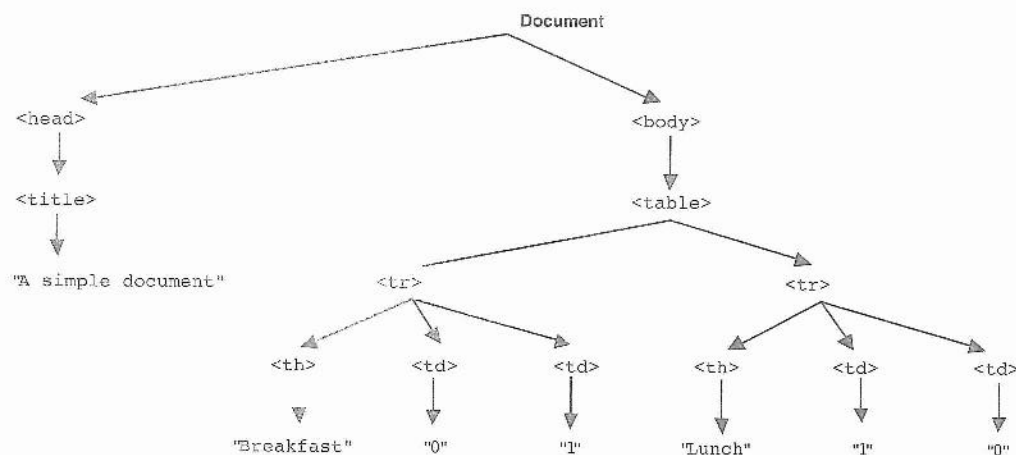 Document
<head> <body>
<title> <table>
"A simple document" <tr> <tr>
<th> <td> <td> <th> <td> <td>
"Breakfast" "0" "1" "Lunch" "1" "0"